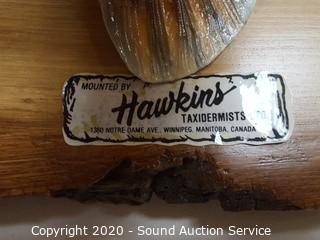 MOUNTED BY
Hawkins
TAXIDERMISTS LTD.
1380 NOTRE-DAME AVE., WINNIPEG, MANITOBA, CANADA
Copyright 2020 - Sound Auction Service